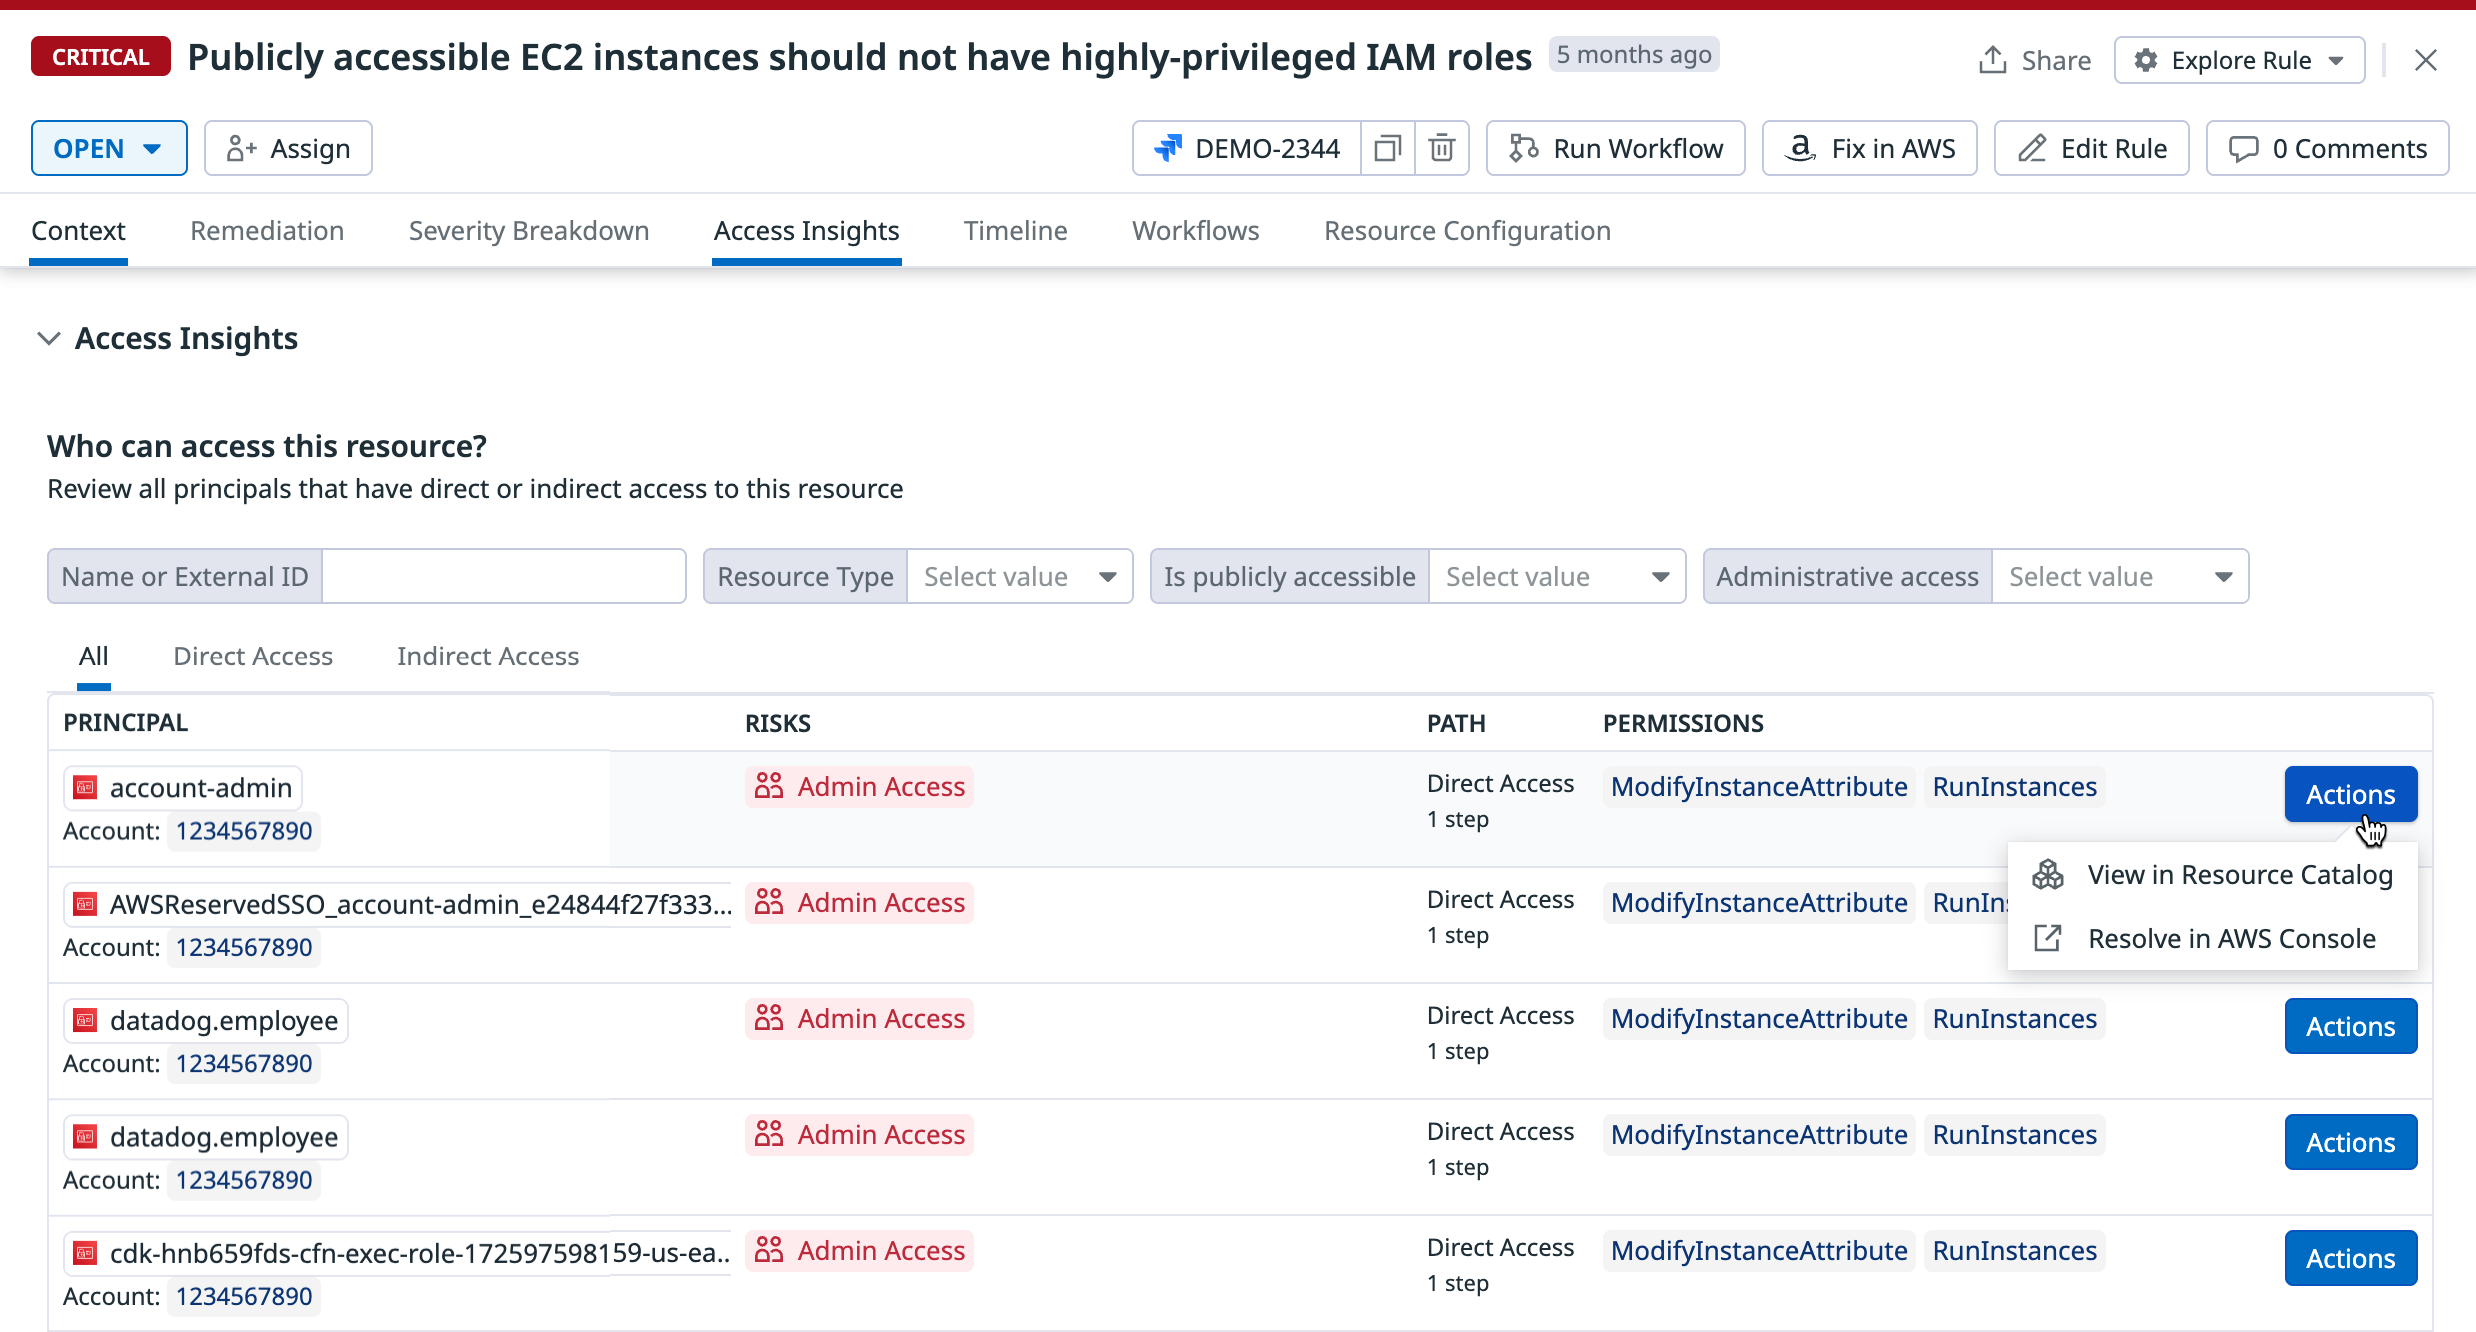 CRITICAL Publicly accessible EC2 instances should not have highly-privileged IAM roles 5 months ago Share Explore Rule
OPEN Assign DEMO-2344 Run Workflow Fix in AWS Edit Rule 0 Comments
Context Remediation Severity Breakdown Access Insights Timeline Workflows Resource Configuration
Access Insights
Who can access this resource?
Review all principals that have direct or indirect access to this resource
Name or External ID Resource Type Select value Is publicly accessible Select value Administrative access Select value
All Direct Access Indirect Access
PRINCIPAL RISKS PATH PERMISSIONS
account-admin Admin Access Direct Access ModifyInstanceAttribute RunInstances Actions
Account: 1234567890 1 step
View in Resource Catalog
AWSReservedSSO_account-admin_e24844f27f333... Admin Access Direct Access ModifyInstanceAttribute RunIns
Account: 1234567890 1 step
Resolve in AWS Console
datadog.employee Admin Access Direct Access ModifyInstanceAttribute RunInstances Actions
Account: 1234567890 1 step
datadog.employee Admin Access Direct Access ModifyInstanceAttribute RunInstances Actions
Account: 1234567890 1 step
cdk-hnb659fds-cfn-exec-role-172597598159-us-ea.. Admin Access Direct Access ModifyInstanceAttribute RunInstances Actions
Account: 1234567890 1 step